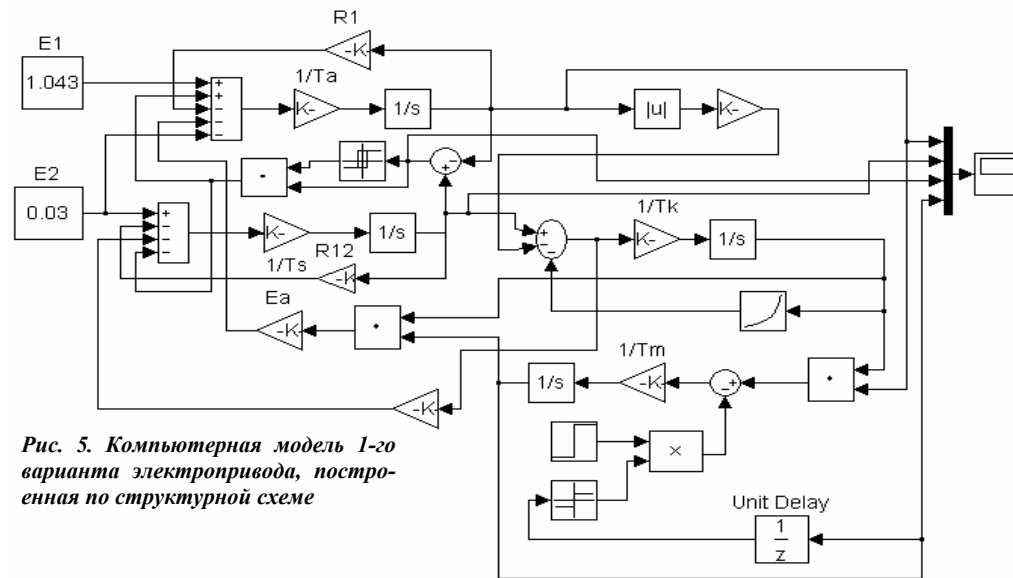 R1
E1
1.043
+
+
-
-
-
1/Ta
K-
1/s
-K-
|u|
K-
+
-
E2
0.03
+
-
-
-
K-
1/s
1/Ts
R12
-K
+
-
-
1/Tk
K-
1/s
Ea
-K-
1/Tm
1/s
-K
-
+
-K
×
Unit Delay
1
z
Рис. 5. Компьютерная модель 1-го
варианта электропривода, постро-
енная по структурной схеме